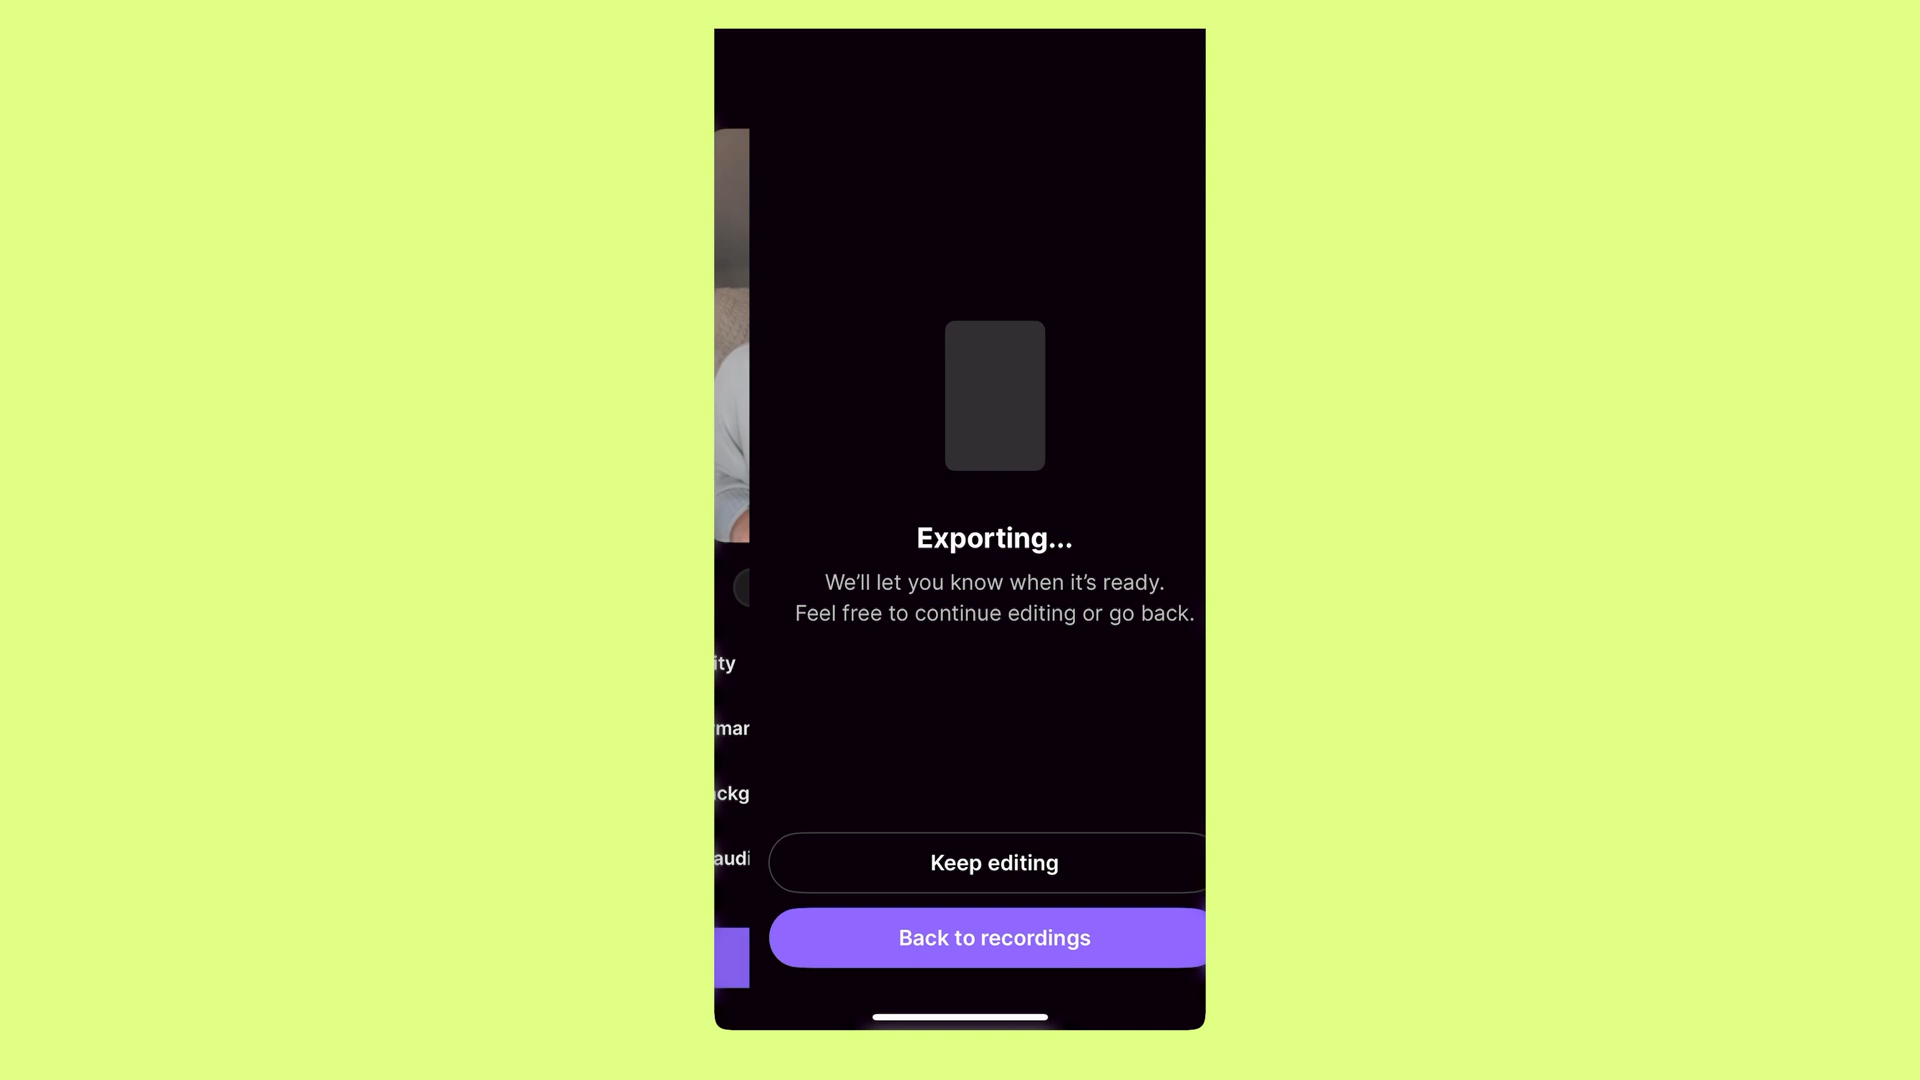 Exporting...
We'll let you know when it's ready.
Feel free to continue editing or go back.
ity
mar
ckg
audi
Keep editing
Back to recordings